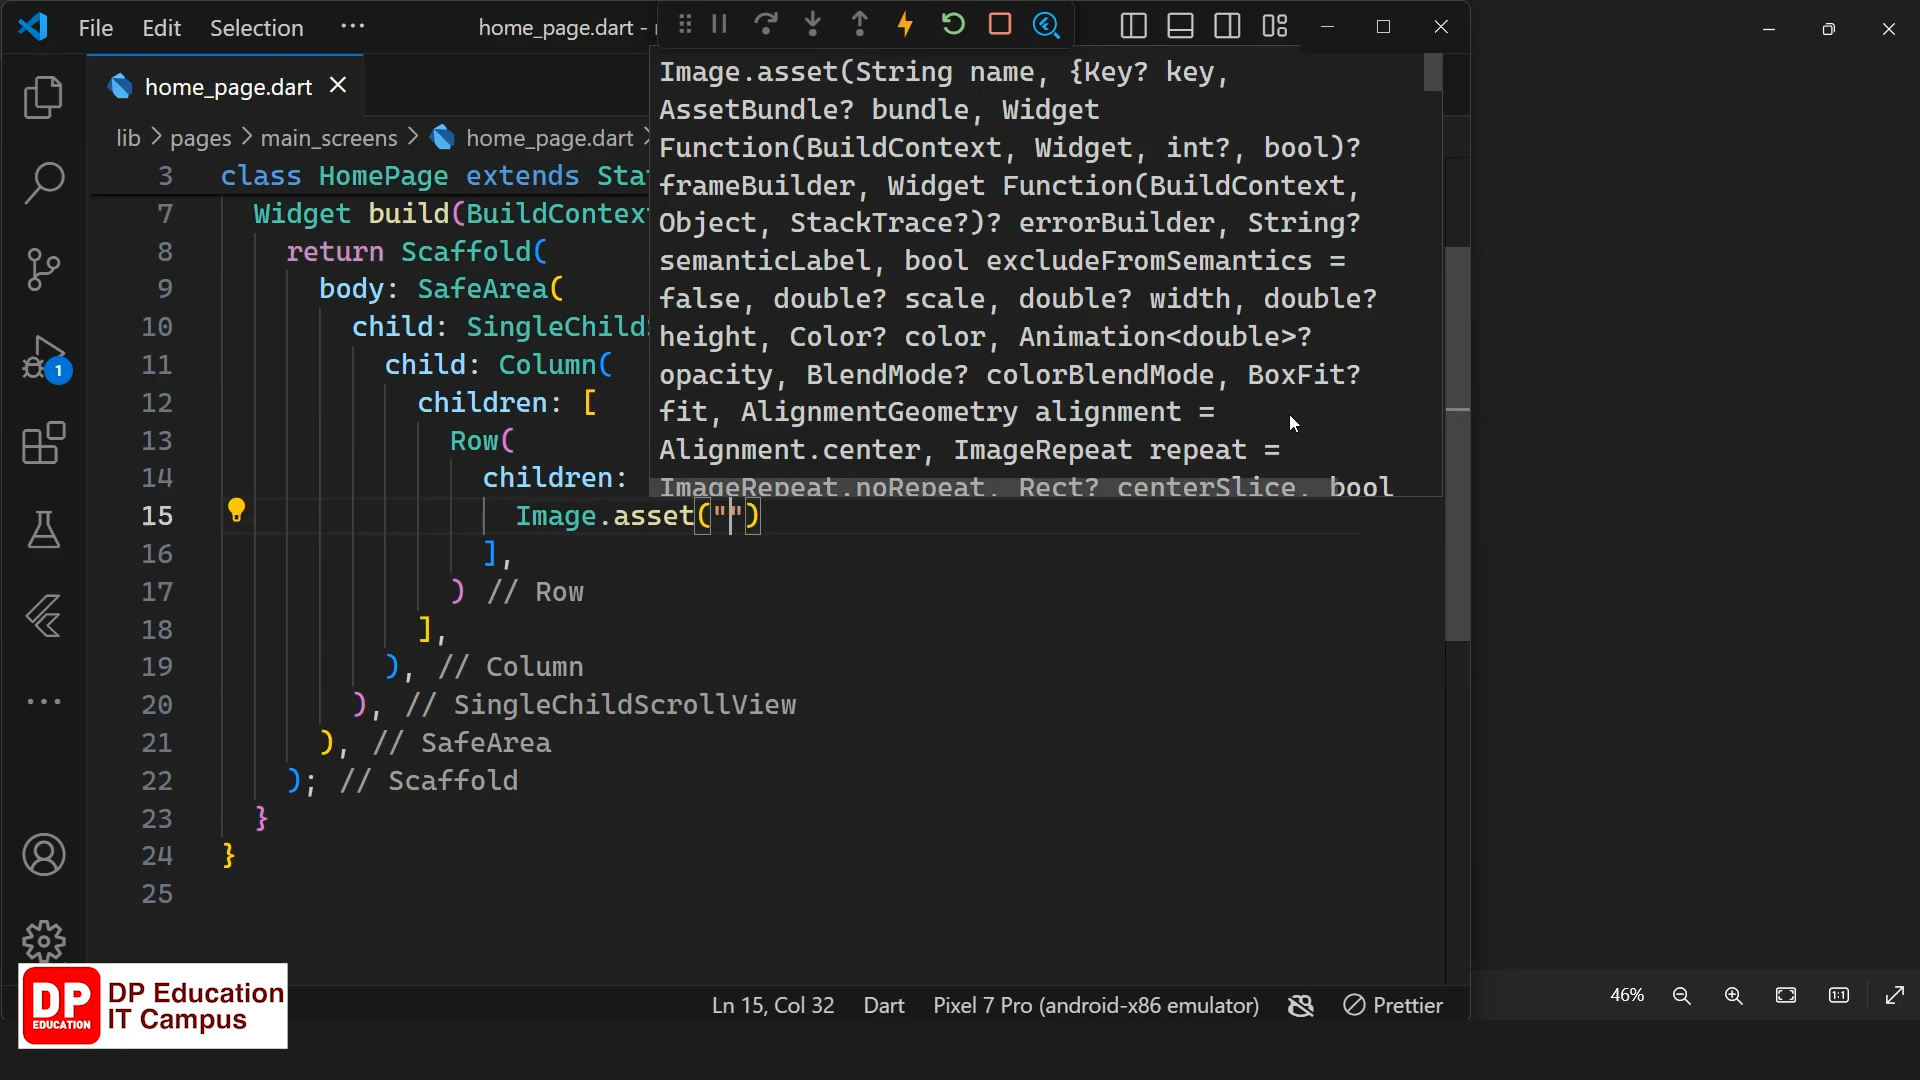 File Edit Selection ··· home_page.dart -
home_page.dart
lib > pages > main_screens > home_page.dart >
Image.asset(String name, {Key? key,
AssetBundle? bundle, Widget
Function(BuildContext, Widget, int?, bool)?
frameBuilder, Widget Function(BuildContext,
Object, StackTrace?)? errorBuilder, String?
semanticLabel, bool excludeFromSemantics =
false, double? scale, double? width, double?
height, Color? color, Animation<double>?
opacity, BlendMode? colorBlendMode, BoxFit?
fit, AlignmentGeometry alignment =
Alignment.center, ImageRepeat repeat =
ImageRepeat.noRepeat, Rect? centerSlice, bool
3 class HomePage extends Sta
7 Widget build(BuildContex
8 return Scaffold(
9 body: SafeArea(
10 child: SingleChild
11 child: Column(
12 children: [
13 Row(
14 children:
15 Image.asset("")
16 ],
17 ) // Row
18 ],
19 ), // Column
20 ), // SingleChildScrollView
21 ), // SafeArea
22 ); // Scaffold
23 }
24 }
25
1
Ln 15, Col 32 Dart Pixel 7 Pro (android-x86 emulator) Prettier
46% 1:1
DP
EDUCATION
DP Education
IT Campus